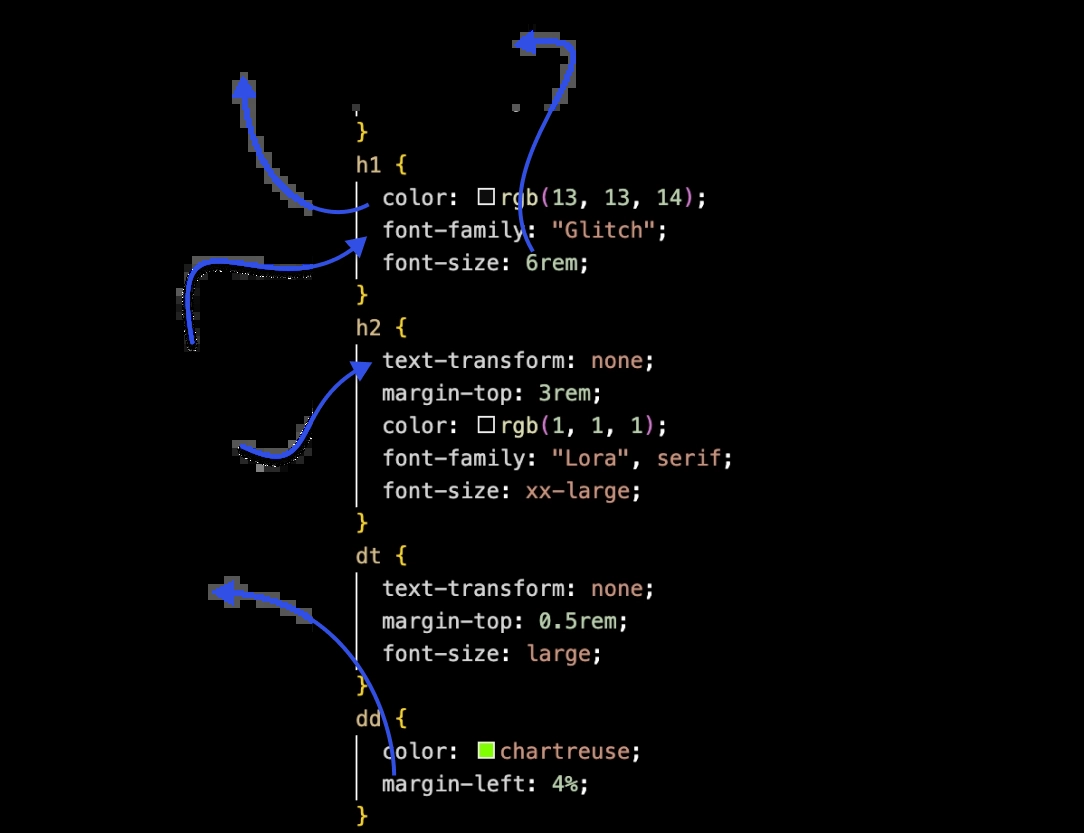 }
h1 {
color: rgb(13, 13, 14);
font-family: "Glitch";
font-size: 6rem;
}
h2 {
text-transform: none;
margin-top: 3rem;
color: rgb(1, 1, 1);
font-family: "Lora", serif;
font-size: xx-large;
}
dt {
text-transform: none;
margin-top: 0.5rem;
font-size: large;
}
dd {
color: chartreuse;
margin-left: 4%;
}